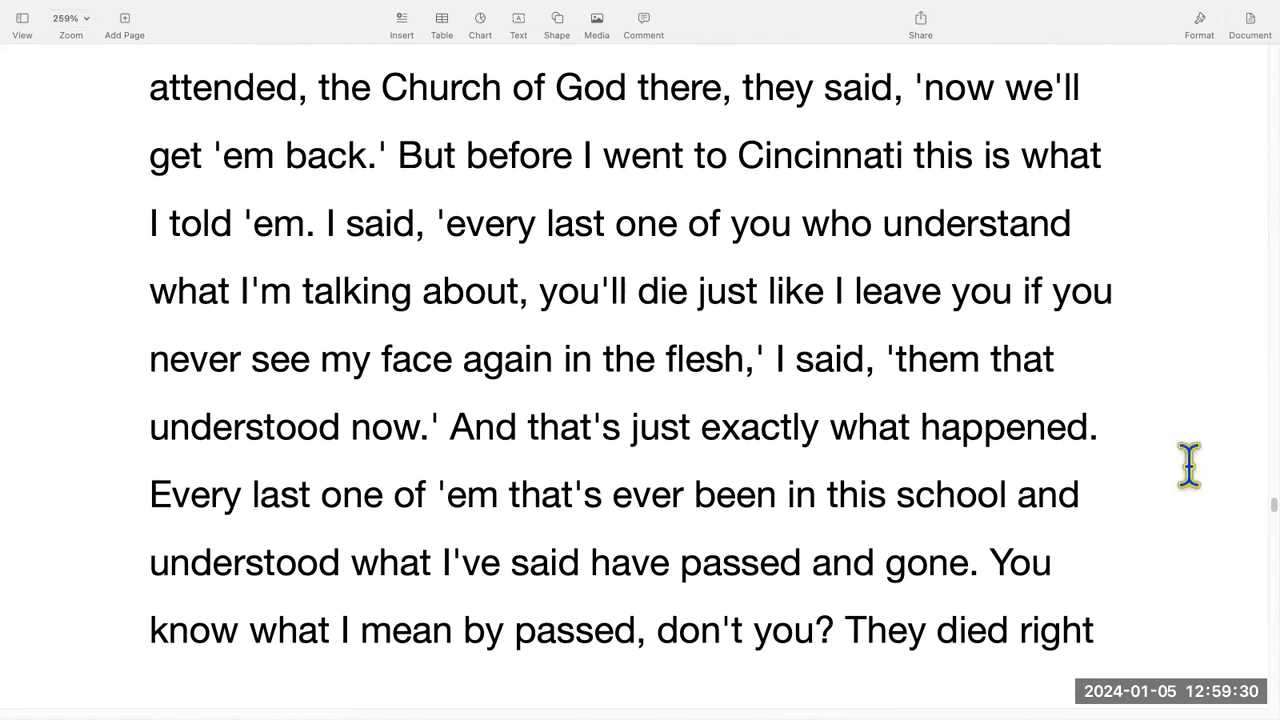 259%
View
Zoom
Add Page
Insert
Table
Chart
Text
Shape
Media
Comment
Share
Format
Document
attended, the Church of God there, they said, 'now we'll
get 'em back.' But before I went to Cincinnati this is what
I told 'em. I said, 'every last one of you who understand
what I'm talking about, you'll die just like I leave you if you
never see my face again in the flesh,' I said, 'them that
understood now.' And that's just exactly what happened.
Every last one of 'em that's ever been in this school and
understood what I've said have passed and gone. You
know what I mean by passed, don't you? They died right
2024-01-05 12:59:30